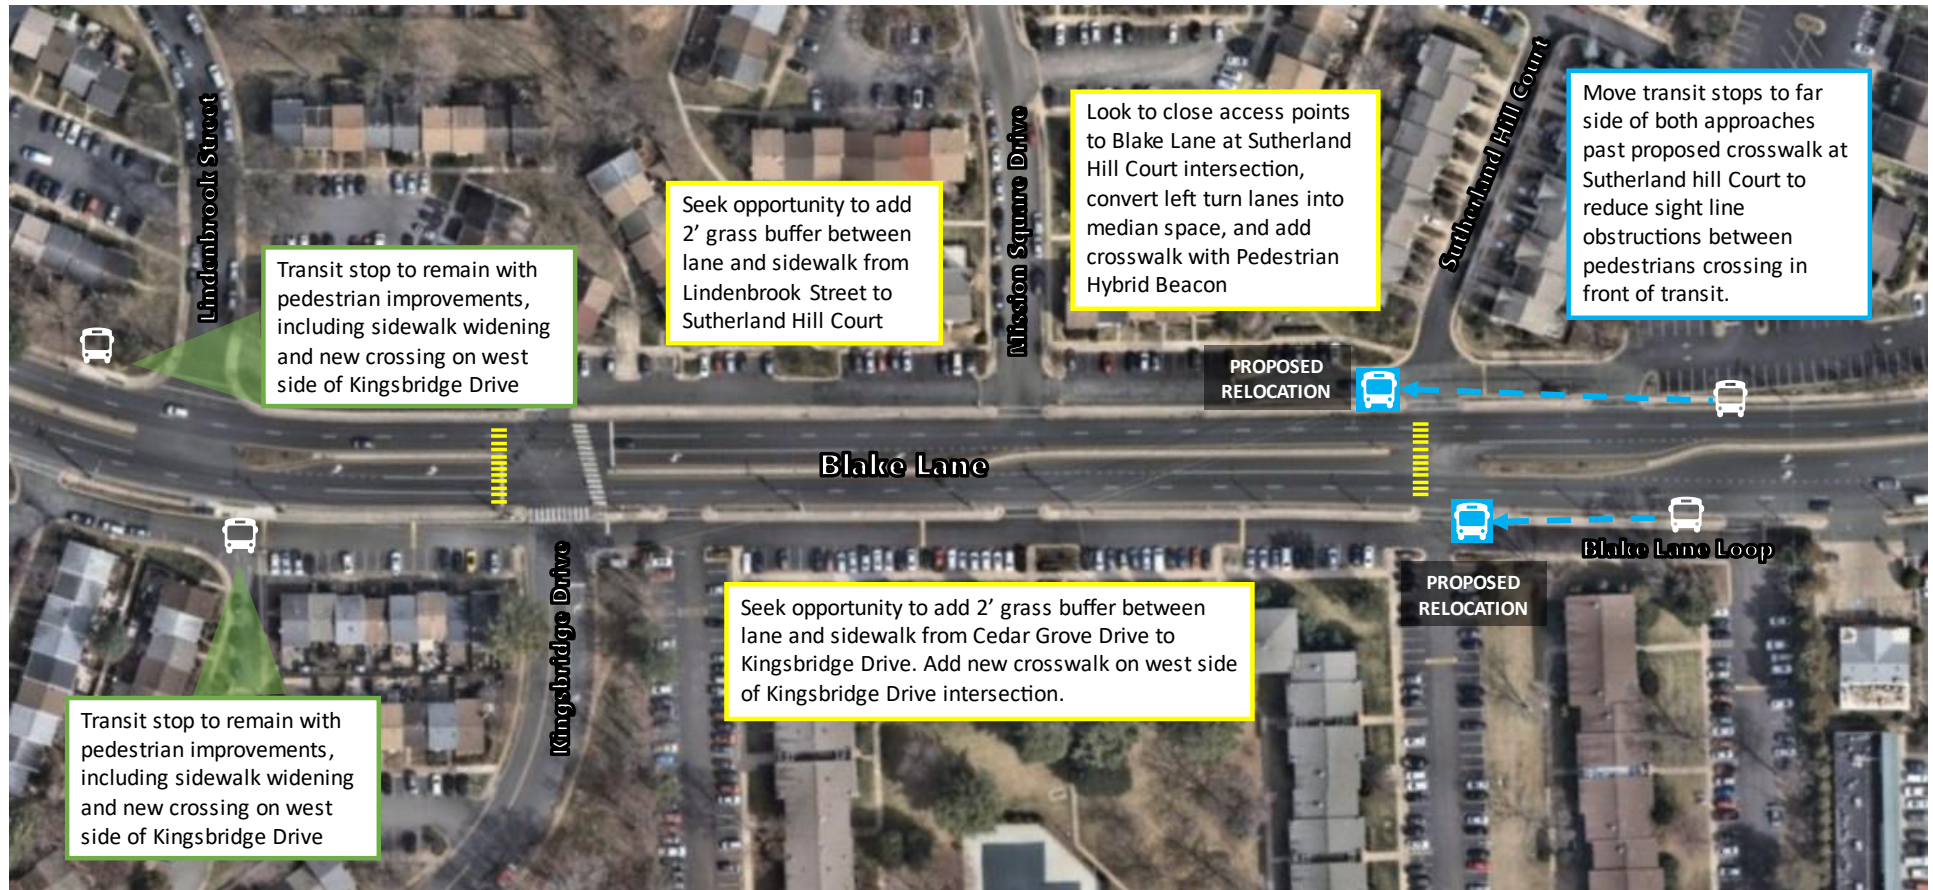 Lindenbrook Street
Transit stop to remain with
pedestrian improvements,
including sidewalk widening
and new crossing on west
side of Kingsbridge Drive
Seek opportunity to add
2’ grass buffer between
lane and sidewalk from
Lindenbrook Street to
Sutherland Hill Court
Mission Square Drive
Look to close access points
to Blake Lane at Sutherland
Hill Court intersection,
convert left turn lanes into
median space, and add
crosswalk with Pedestrian
Hybrid Beacon
Sutherland Hill Court
Move transit stops to far
side of both approaches
past proposed crosswalk at
Sutherland hill Court to
reduce sight line
obstructions between
pedestrians crossing in
front of transit.
PROPOSED
RELOCATION
Blake Lane
Blake Lane Loop
PROPOSED
RELOCATION
Kingsbridge Drive
Seek opportunity to add 2’ grass buffer between
lane and sidewalk from Cedar Grove Drive to
Kingsbridge Drive. Add new crosswalk on west side
of Kingsbridge Drive intersection.
Transit stop to remain with
pedestrian improvements,
including sidewalk widening
and new crossing on west
side of Kingsbridge Drive